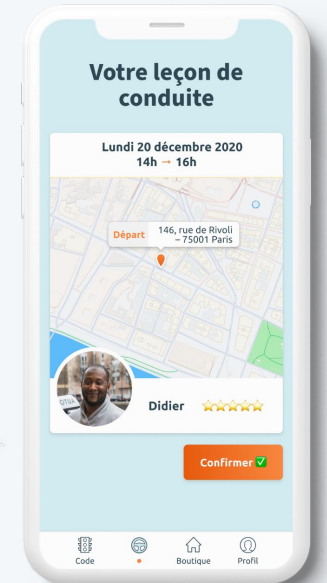 Votre leçon de
conduite
Lundi 20 décembre 2020
14h → 16h
Départ
146, rue de Rivoli
– 75001 Paris
Didier
Confirmer ✅
Code
Boutique
Profil